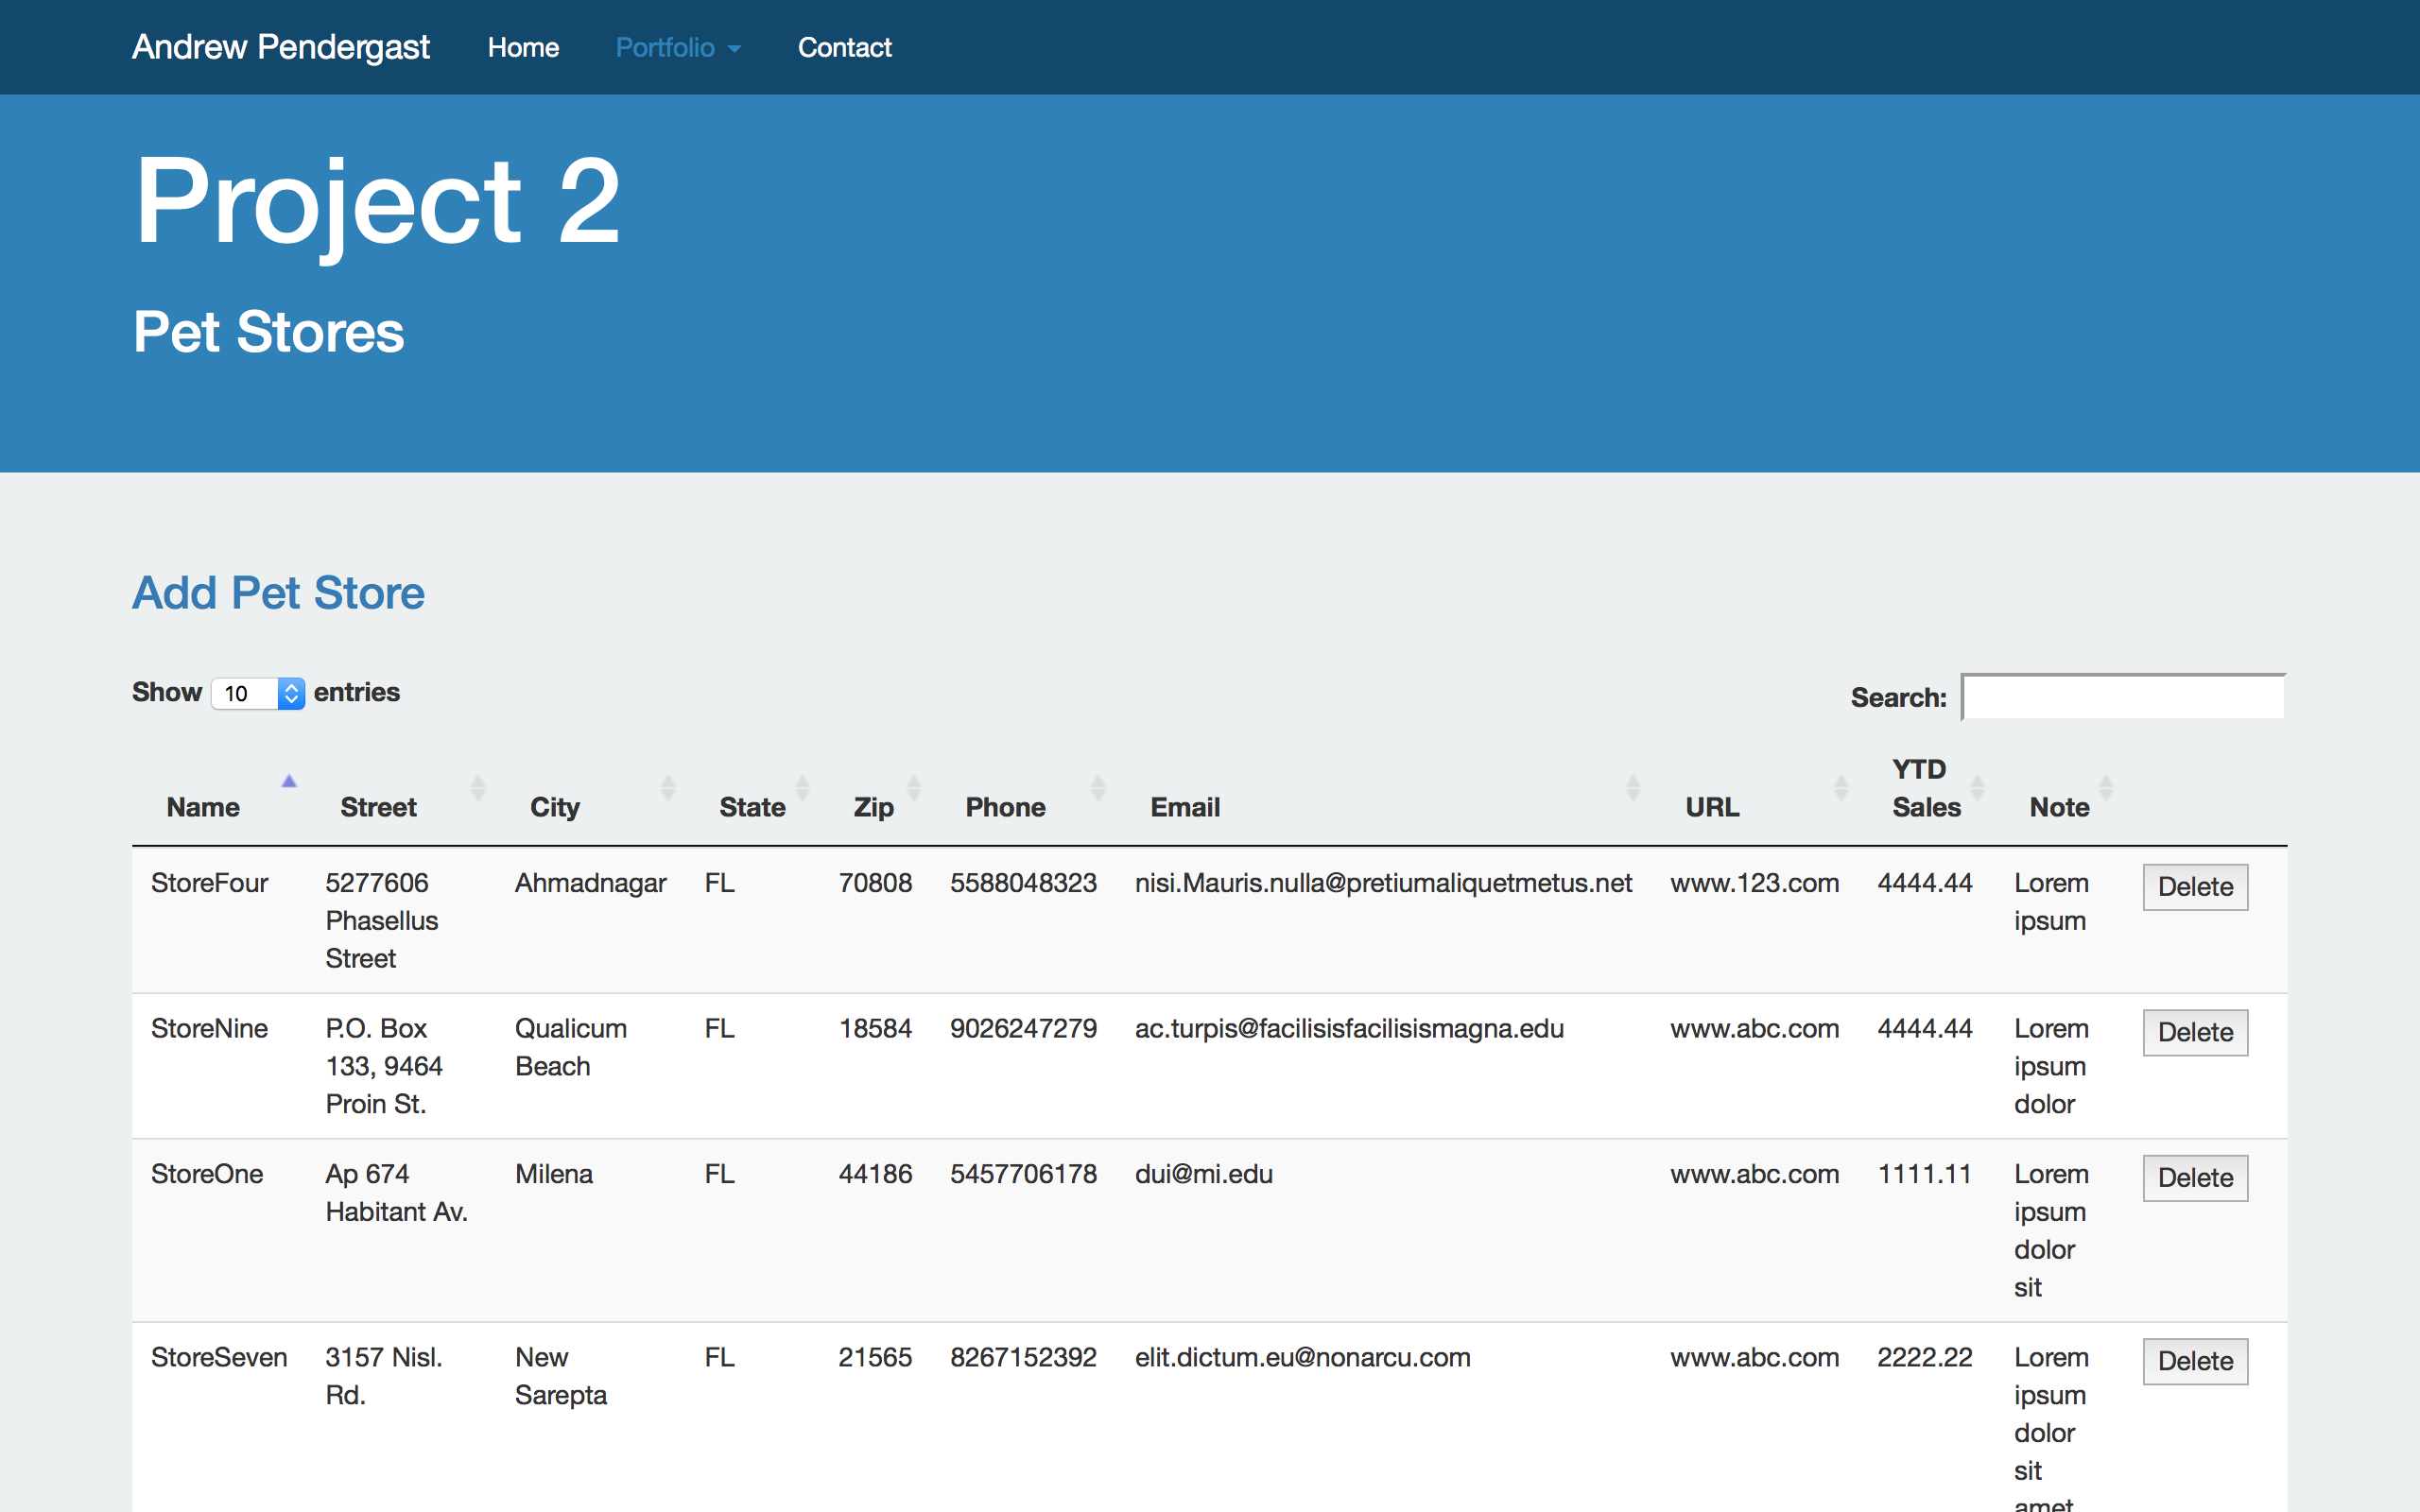 Andrew Pendergast Home Portfolio Contact
Project 2
Pet Stores
Add Pet Store
Show 10 entries Search:
Name Street City State Zip Phone Email URL YTD Sales Note
StoreFour 5277606 Phasellus Street Ahmadnagar FL 70808 5588048323 nisi.Mauris.nulla@pretiumaliquetmetus.net www.123.com 4444.44 Lorem ipsum Delete
StoreNine P.O. Box 133, 9464 Proin St. Qualicum Beach FL 18584 9026247279 ac.turpis@facilisisfacilisismagna.edu www.abc.com 4444.44 Lorem ipsum dolor Delete
StoreOne Ap 674 Habitant Av. Milena FL 44186 5457706178 dui@mi.edu www.abc.com 1111.11 Lorem ipsum dolor sit Delete
StoreSeven 3157 Nisl. Rd. New Sarepta FL 21565 8267152392 elit.dictum.eu@nonarcu.com www.abc.com 2222.22 Lorem ipsum dolor sit amet Delete